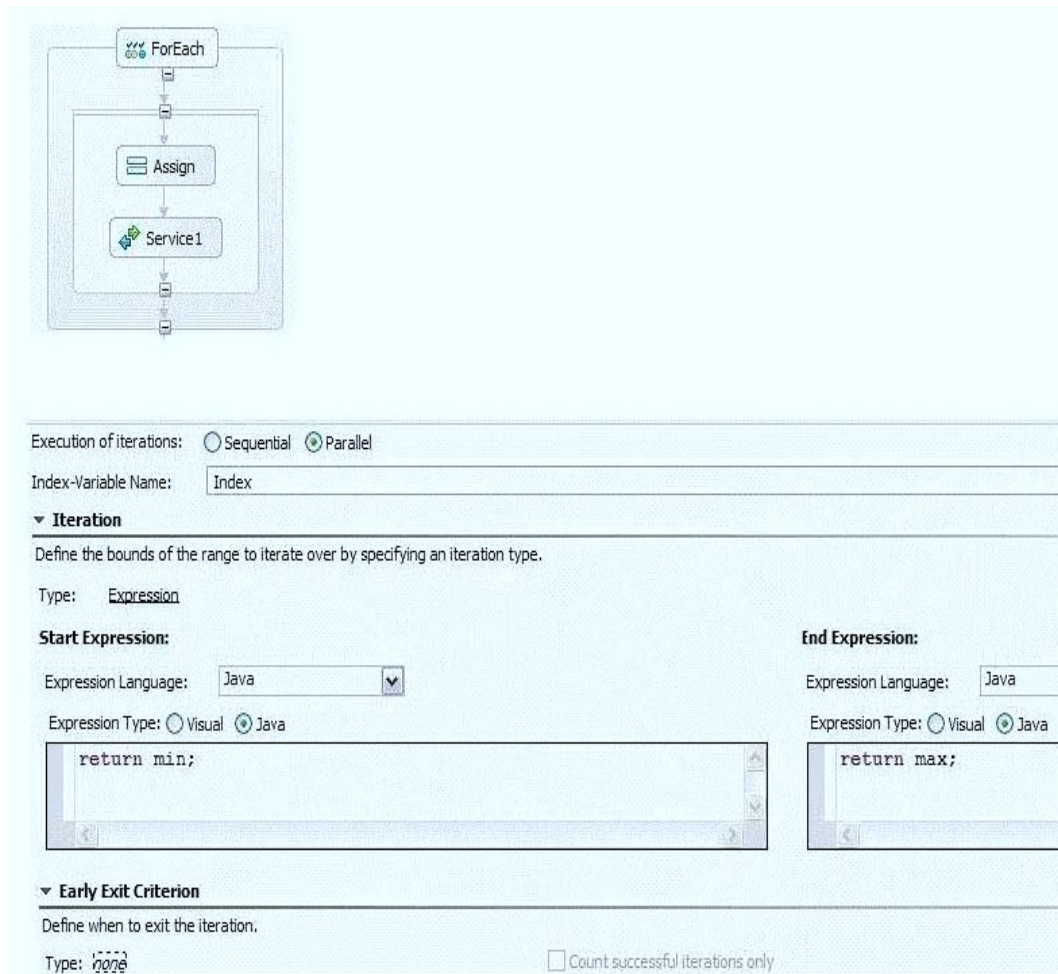 ForEach
Assign
Service1
Execution of iterations: Sequential Parallel
Index-Variable Name: Index
Iteration
Define the bounds of the range to iterate over by specifying an iteration type.
Type: Expression
Start Expression: End Expression:
Expression Language: Java Expression Language: Java
Expression Type: Visual Java Expression Type: Visual Java
return min; return max;
Early Exit Criterion
Define when to exit the iteration.
Type: none Count successful iterations only